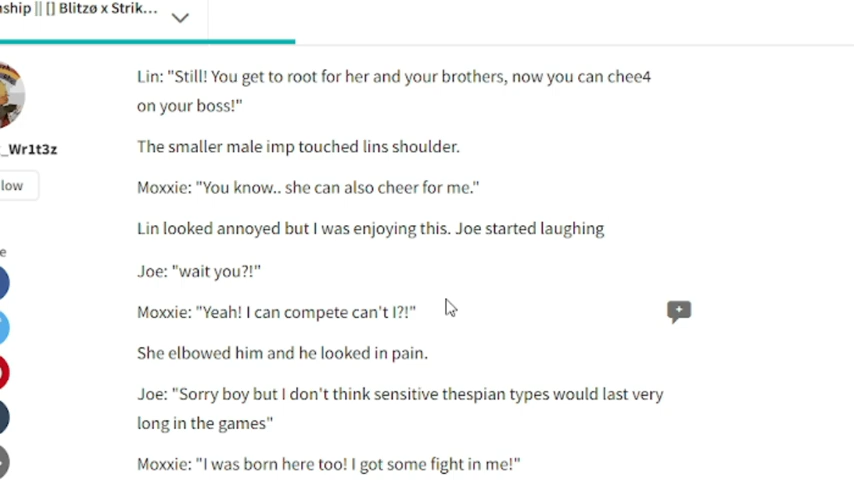 nship || [] Blitzø x Strik...
Lin: "Still! You get to root for her and your brothers, now you can chee4
on your boss!"
The smaller male imp touched lins shoulder.
_Wr1t3z
Moxxie: "You know.. she can also cheer for me."
low
Lin looked annoyed but I was enjoying this. Joe started laughing
e
Joe: "wait you?!"
Moxxie: "Yeah! I can compete can't I?!"
She elbowed him and he looked in pain.
Joe: "Sorry boy but I don't think sensitive thespian types would last very
long in the games"
Moxxie: "I was born here too! I got some fight in me!"